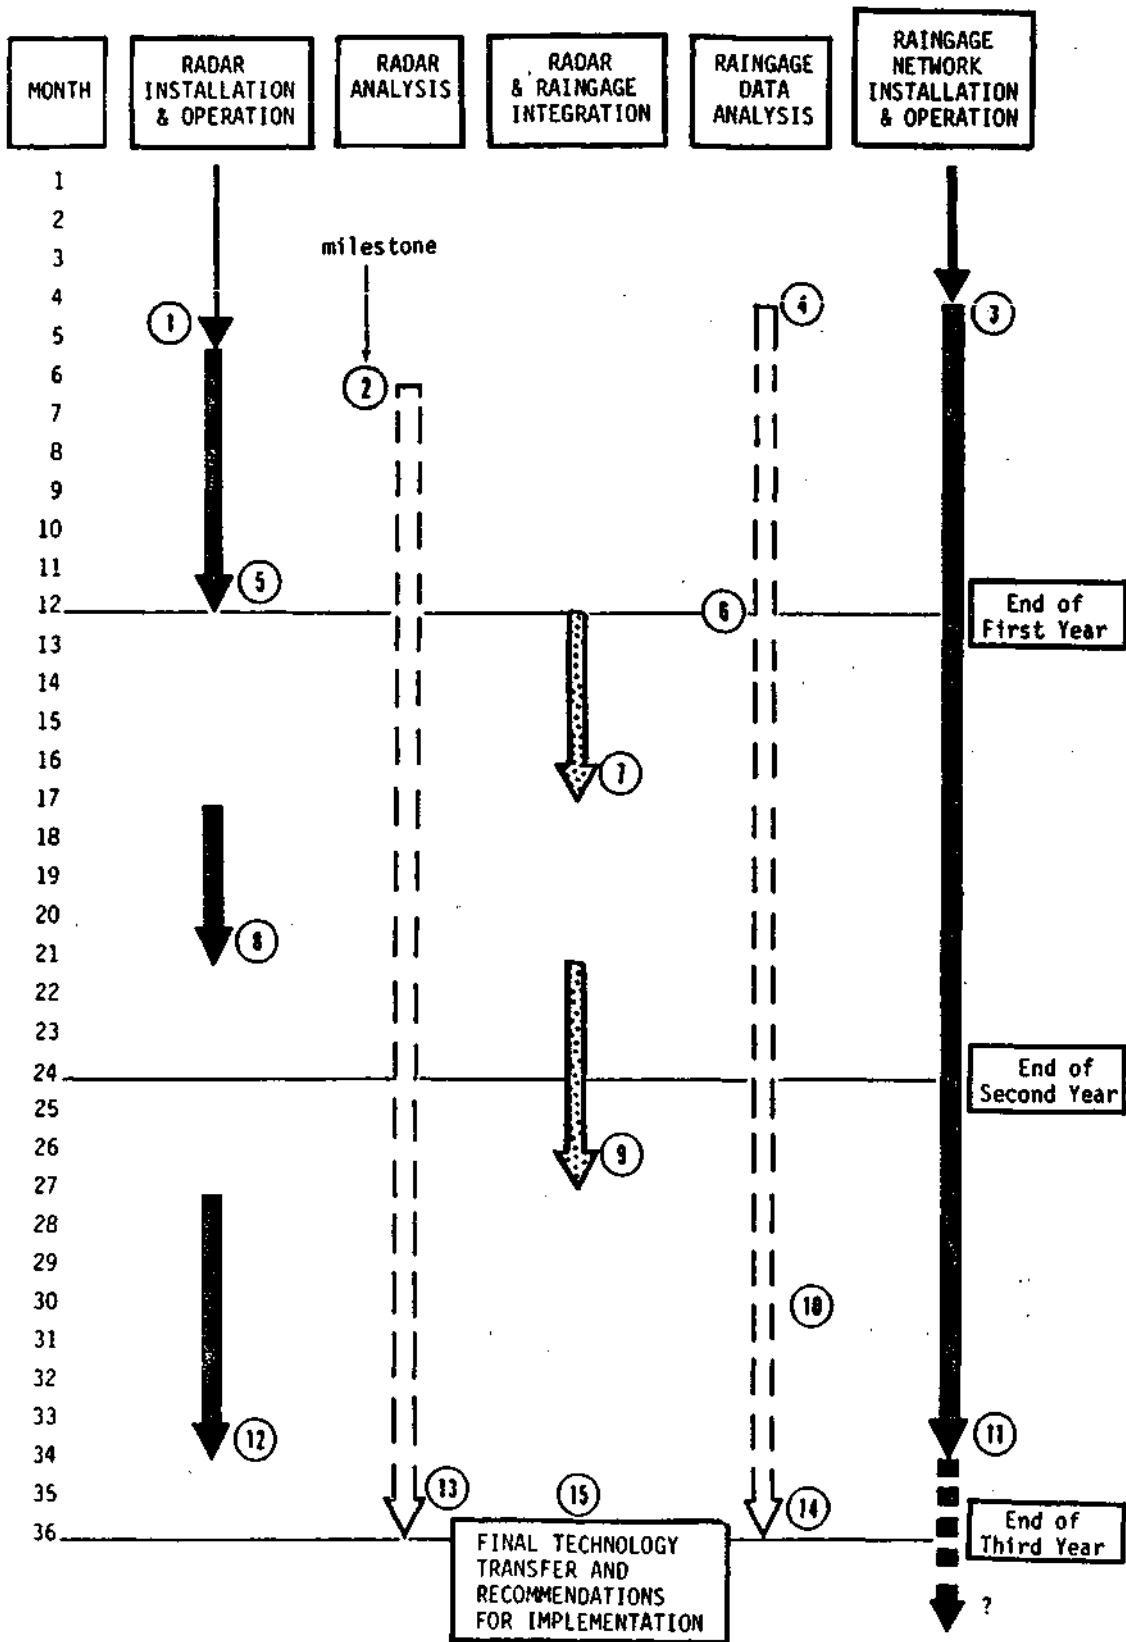 MONTH
RADAR
INSTALLATION
& OPERATION
RADAR
ANALYSIS
RADAR
& RAINGAGE
INTEGRATION
RAINGAGE
DATA
ANALYSIS
RAINGAGE
NETWORK
INSTALLATION
& OPERATION
1
2
3
milestone
4
4
3
1
5
6
2
7
8
9
10
11
5
12
6
End of
First Year
13
14
15
16
7
17
18
19
20
8
21
22
23
24
End of
Second Year
25
26
9
27
28
29
30
10
31
32
33
12
11
34
35
13
15
14
36
End of
Third Year
FINAL TECHNOLOGY
TRANSFER AND
RECOMMENDATIONS
FOR IMPLEMENTATION
?